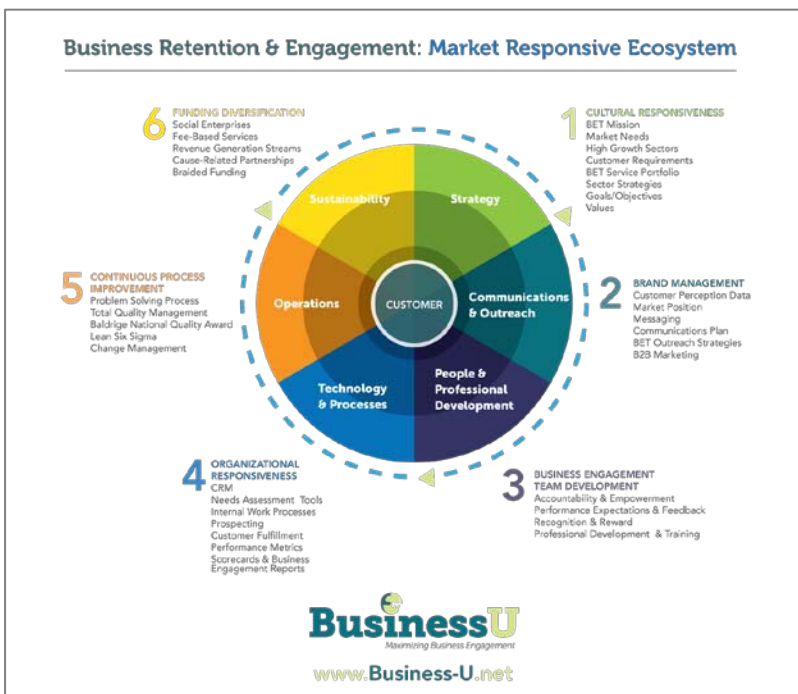 Business Retention & Engagement: Market Responsive Ecosystem
6
FUNDING DIVERSIFICATION
Social Enterprises
Fee-Based Services
Revenue Generation Streams
Cause-Related Partnerships
Braided Funding
1
CULTURAL RESPONSIVENESS
BET Mission
Market Needs
High Growth Sectors
Customer Requirements
BET Service Portfolio
Sector Strategies
Goals/Objectives
Values
Sustainability
Strategy
5
CONTINUOUS PROCESS
IMPROVEMENT
Problem Solving Process
Total Quality Management
Baldrige National Quality Award
Lean Six Sigma
Change Management
Operations
CUSTOMER
Communications
& Outreach
2
BRAND MANAGEMENT
Customer Perception Data
Market Position
Messaging
Communications Plan
BET Outreach Strategies
B2B Marketing
Technology
& Processes
People &
Professional
Development
4
ORGANIZATIONAL
RESPONSIVENESS
CRM
Needs Assessment Tools
Internal Work Processes
Prospecting
Customer Fulfillment
Performance Metrics
Scorecards & Business
Engagement Reports
3
BUSINESS ENGAGEMENT
TEAM DEVELOPMENT
Accountability & Empowerment
Performance Expectations & Feedback
Recognition & Reward
Professional Development & Training
BusinessU
Maximizing Business Engagement
www.Business-U.net